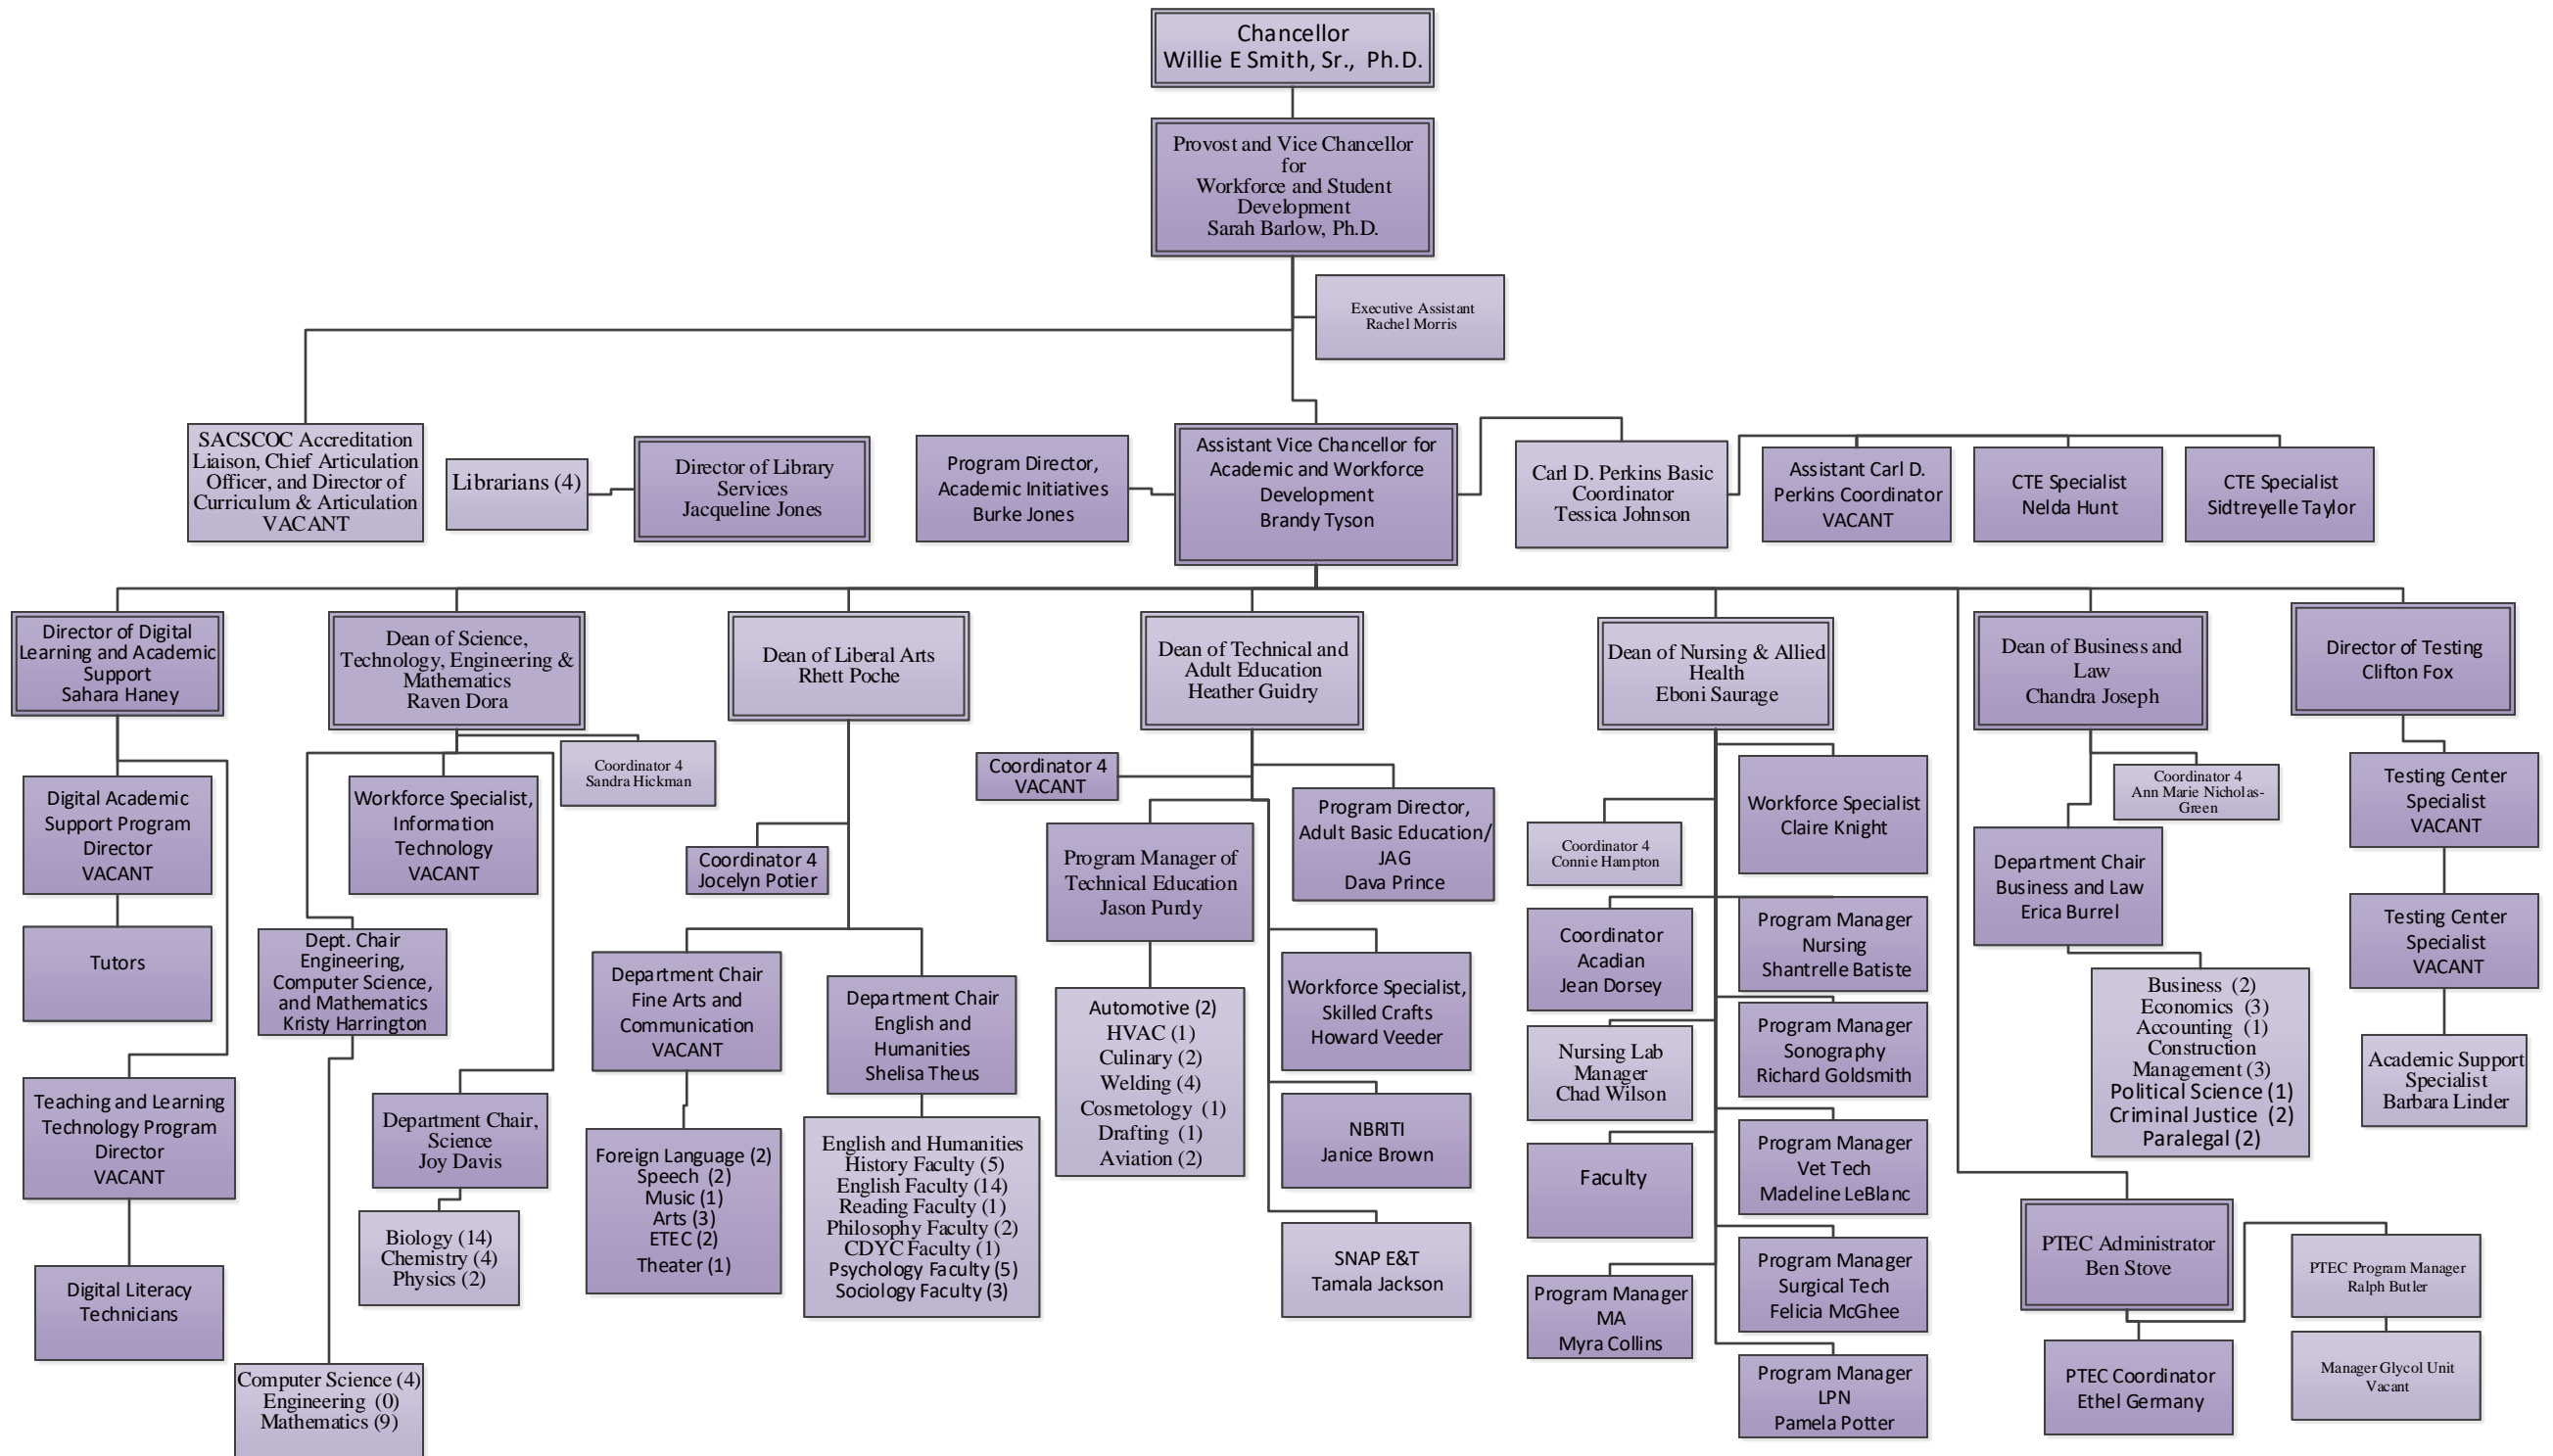 Chancellor
Willie E Smith, Sr., Ph.D.
Provost and Vice Chancellor
for
Workforce and Student
Development
Sarah Barlow, Ph.D.
Executive Assistant
Rachel Morris
SACSCOC Accreditation
Liaison, Chief Articulation
Officer, and Director of
Curriculum & Articulation
VACANT
Librarians (4)
Director of Library
Services
Jacqueline Jones
Program Director,
Academic Initiatives
Burke Jones
Assistant Vice Chancellor for
Academic and Workforce
Development
Brandy Tyson
Carl D. Perkins Basic
Coordinator
Tessica Johnson
Assistant Carl D.
Perkins Coordinator
VACANT
CTE Specialist
Nelda Hunt
CTE Specialist
Sidtreyelle Taylor
Director of Digital
Learning and Academic
Support
Sahara Haney
Dean of Science,
Technology, Engineering &
Mathematics
Raven Dora
Dean of Liberal Arts
Rhett Poche
Dean of Technical and
Adult Education
Heather Guidry
Dean of Nursing & Allied
Health
Eboni Saurage
Dean of Business and
Law
Chandra Joseph
Director of Testing
Clifton Fox
Digital Academic
Support Program
Director
VACANT
Tutors
Teaching and Learning
Technology Program
Director
VACANT
Digital Literacy
Technicians
Coordinator 4
Sandra Hickman
Workforce Specialist,
Information
Technology
VACANT
Dept. Chair
Engineering,
Computer Science,
and Mathematics
Kristy Harrington
Department Chair,
Science
Joy Davis
Biology (14)
Chemistry (4)
Physics (2)
Computer Science (4)
Engineering (0)
Mathematics (9)
Coordinator 4
Jocelyn Potier
Department Chair
Fine Arts and
Communication
VACANT
Foreign Language (2)
Speech (2)
Music (1)
Arts (3)
ETEC (2)
Theater (1)
Department Chair
English and
Humanities
Shelisa Theus
English and Humanities
History Faculty (5)
English Faculty (14)
Reading Faculty (1)
Philosophy Faculty (2)
CDYC Faculty (1)
Psychology Faculty (5)
Sociology Faculty (3)
Coordinator 4
VACANT
Program Director,
Adult Basic Education/
JAG
Dava Prince
Program Manager of
Technical Education
Jason Purdy
Automotive (2)
HVAC (1)
Culinary (2)
Welding (4)
Cosmetology (1)
Drafting (1)
Aviation (2)
Workforce Specialist,
Skilled Crafts
Howard Veeder
NBRITI
Janice Brown
SNAP E&T
Tamala Jackson
Workforce Specialist
Claire Knight
Coordinator 4
Connie Hampton
Coordinator
Acadian
Jean Dorsey
Program Manager
Nursing
Shantrelle Batiste
Nursing Lab
Manager
Chad Wilson
Program Manager
Sonography
Richard Goldsmith
Faculty
Program Manager
Vet Tech
Madeline LeBlanc
Program Manager
MA
Myra Collins
Program Manager
Surgical Tech
Felicia McGhee
Program Manager
LPN
Pamela Potter
Coordinator 4
Ann Marie Nicholas-
Green
Department Chair
Business and Law
Erica Burrel
Business (2)
Economics (3)
Accounting (1)
Construction
Management (3)
Political Science (1)
Criminal Justice (2)
Paralegal (2)
PTEC Administrator
Ben Stove
PTEC Program Manager
Ralph Butler
PTEC Coordinator
Ethel Germany
Manager Glycol Unit
Vacant
Testing Center
Specialist
VACANT
Testing Center
Specialist
VACANT
Academic Support
Specialist
Barbara Linder